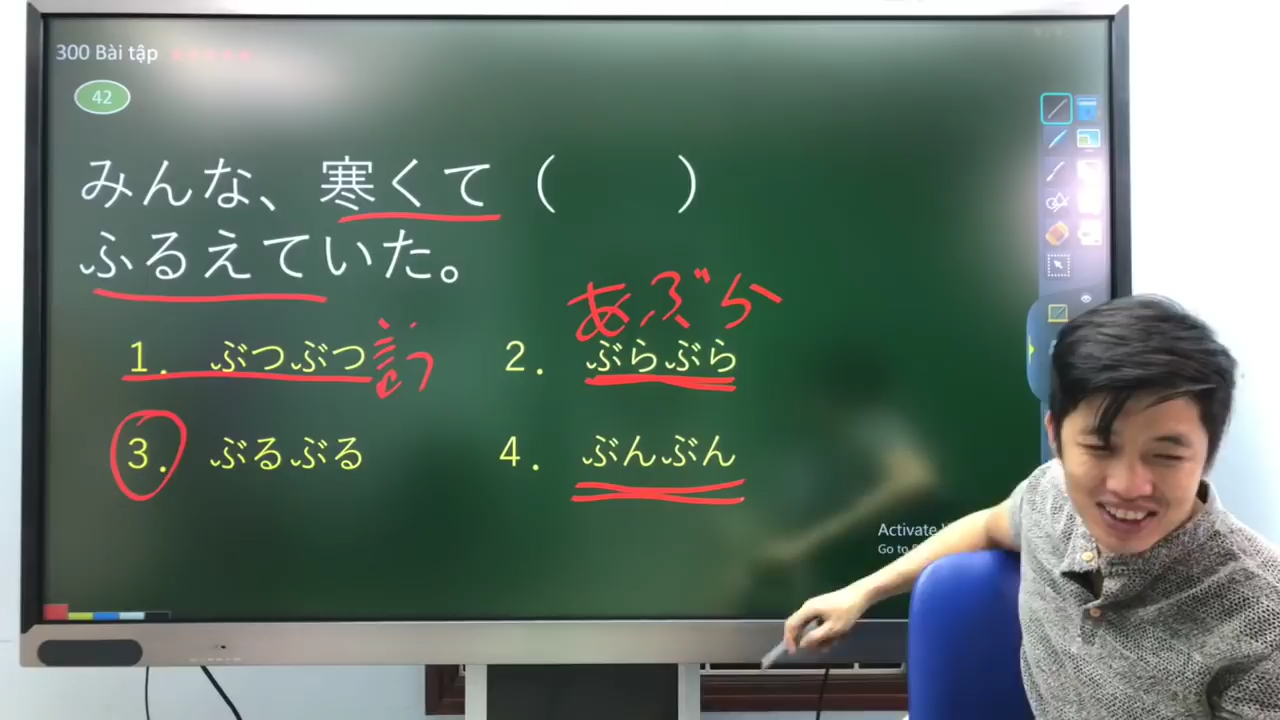 300 Bài tập
42
みんな、寒くて（　　）
ふるえていた。
あぶら
1. ぶつぶつ 言う
2. ぶらぶら
3. ぶるぶる
4. ぶんぶん
Activate
Go to